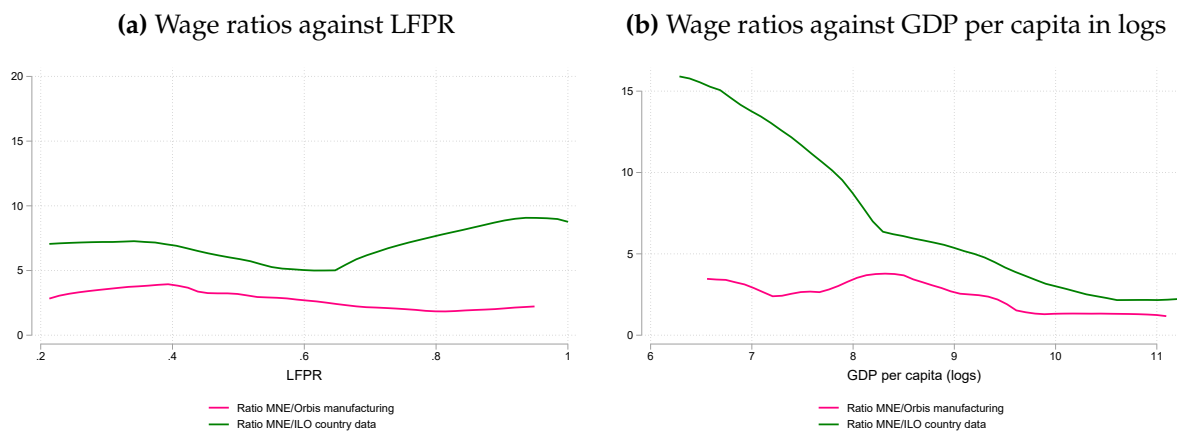 (a) Wage ratios against LFPR
20
15
10
5
0
.2 .4 .6 .8 1
LFPR
Ratio MNE/Orbis manufacturing
Ratio MNE/ILO country data
(b) Wage ratios against GDP per capita in logs
15
10
5
0
6 7 8 9 10 11
GDP per capita (logs)
Ratio MNE/Orbis manufacturing
Ratio MNE/ILO country data